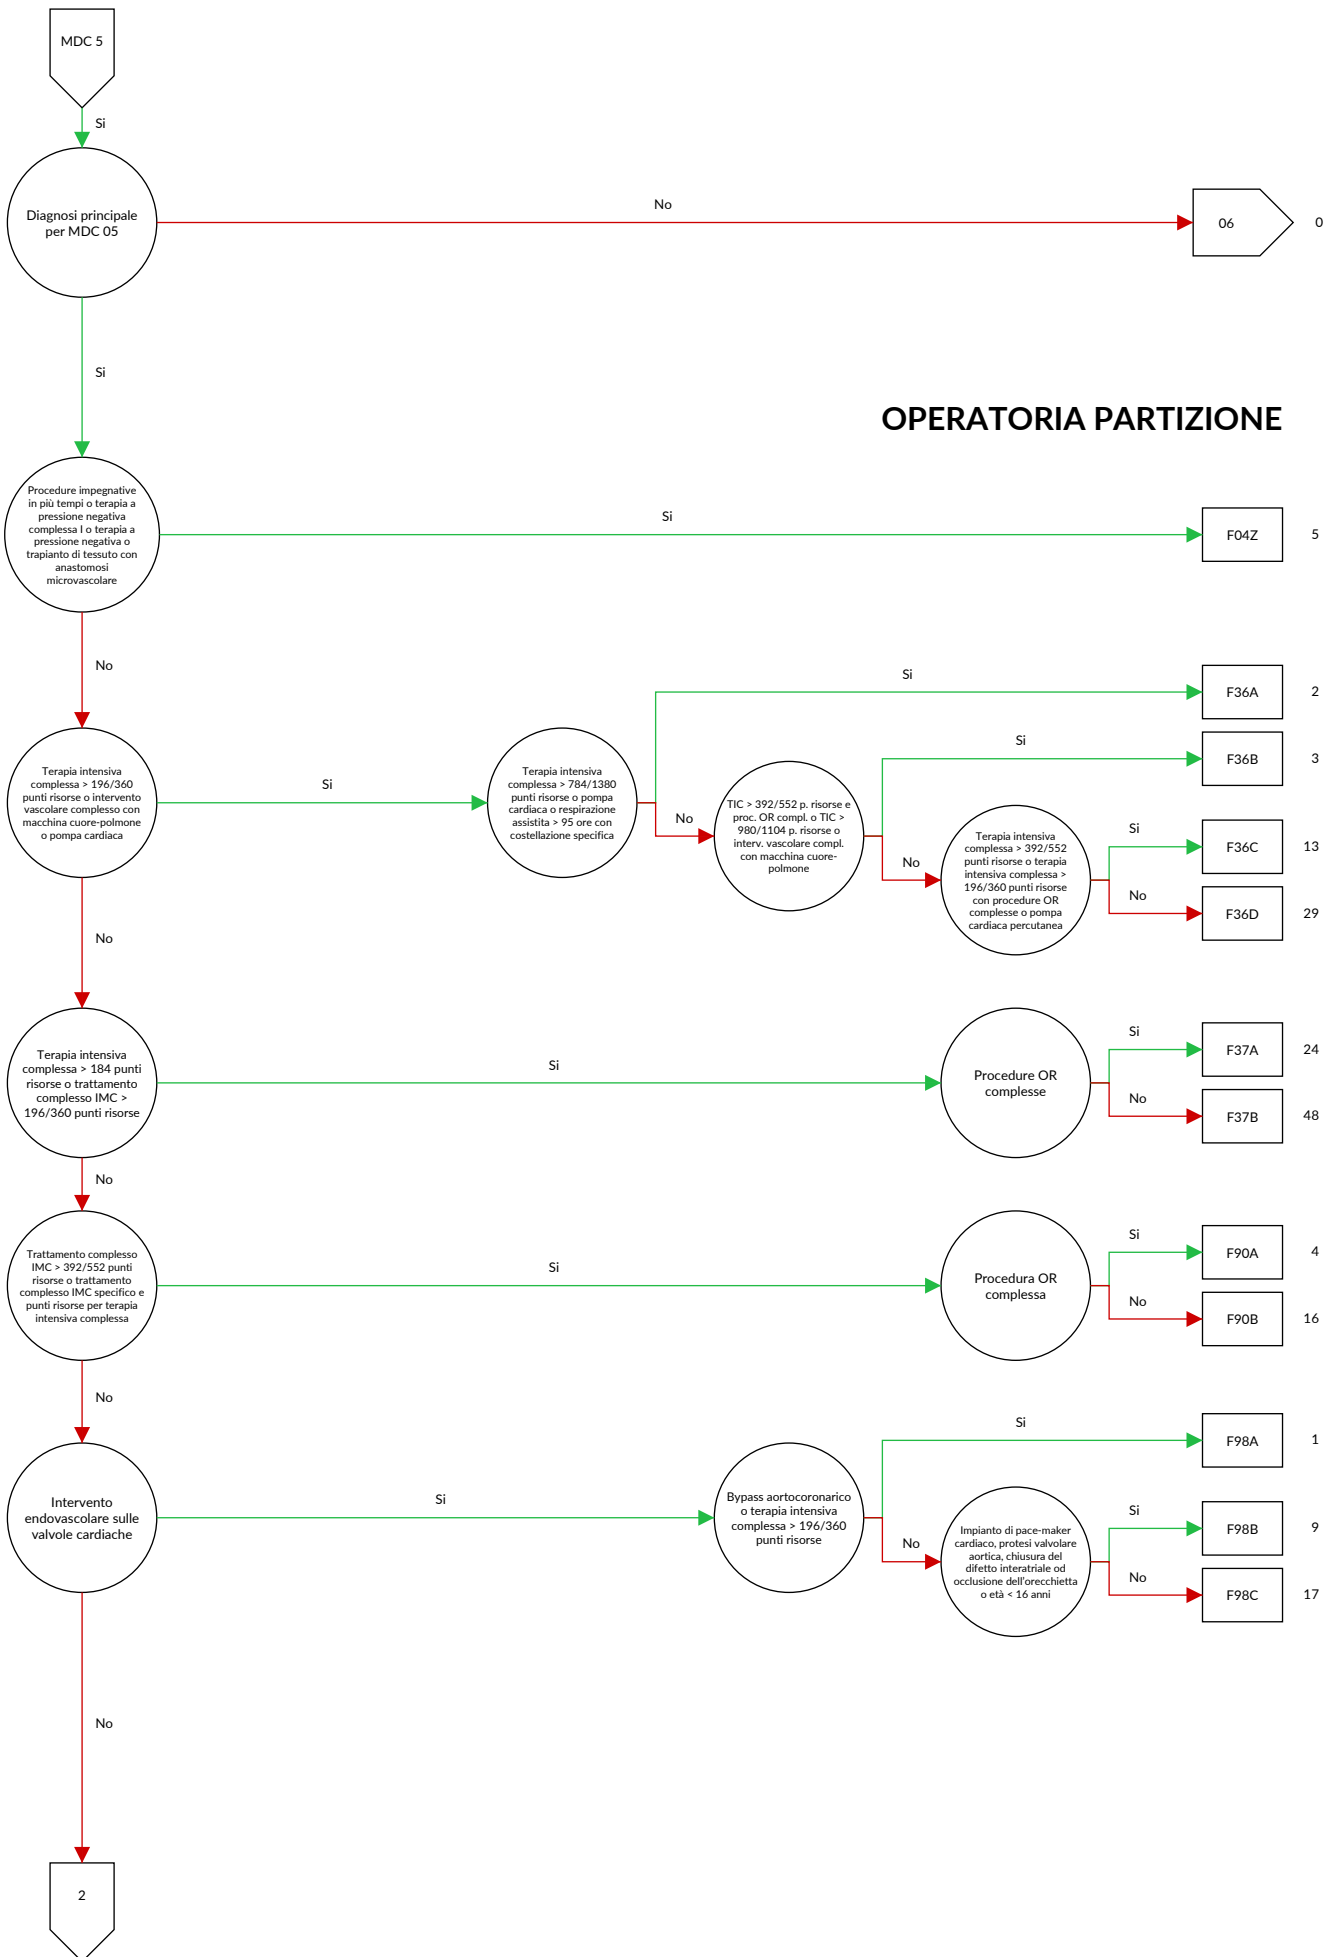 MDC 5
Si
Diagnosi principale
per MDC 05
No
06
0
Si
OPERATORIA PARTIZIONE
Procedure impegnative
in più tempi o terapia a
pressione negativa
complessa I o terapia a
pressione negativa o
trapianto di tessuto con
anastomosi
microvascolare
Si
F04Z
5
No
Terapia intensiva
complessa > 196/360
punti risorse o intervento
vascolare complesso con
macchina cuore-polmone
o pompa cardiaca
Si
Terapia intensiva
complessa > 784/1380
punti risorse o pompa
cardiaca o respirazione
assistita > 95 ore con
costellazione specifica
Si
F36A
2
No
TIC > 392/552 p. risorse e
proc. OR compl. o TIC >
980/1104 p. risorse o
interv. vascolare compl.
con macchina cuore-
polmone
Si
F36B
3
No
Terapia intensiva
complessa > 392/552
punti risorse o terapia
intensiva complessa >
196/360 punti risorse
con procedure OR
complesse o pompa
cardiaca percutanea
Si
F36C
13
No
F36D
29
No
Terapia intensiva
complessa > 184 punti
risorse o trattamento
complesso IMC >
196/360 punti risorse
Si
Procedure OR
complesse
Si
F37A
24
No
F37B
48
No
Trattamento complesso
IMC > 392/552 punti
risorse o trattamento
complesso IMC specifico e
punti risorse per terapia
intensiva complessa
Si
Procedura OR
complessa
Si
F90A
4
No
F90B
16
No
Intervento
endovascolare sulle
valvole cardiache
Si
Bypass aortocoronarico
o terapia intensiva
complessa > 196/360
punti risorse
Si
F98A
1
No
Impianto di pace-maker
cardiaco, protesi valvolare
aortica, chiusura del
difetto interatriale od
occlusione dell'orecchietta
o età < 16 anni
Si
F98B
9
No
F98C
17
No
2